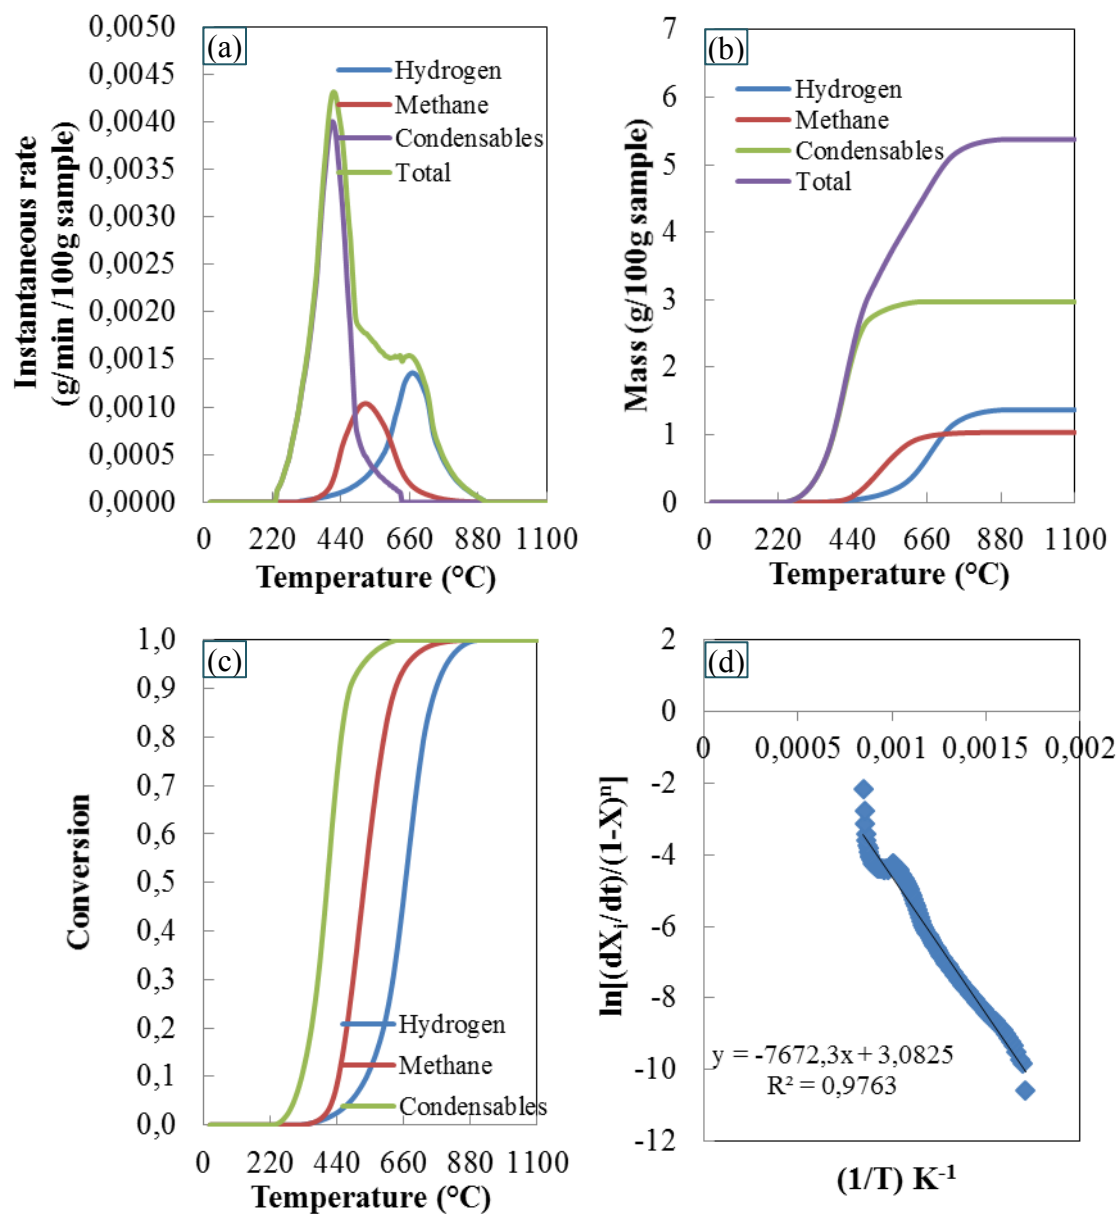 (a)
0,0050
0,0045
0,0040
0,0035
0,0030
0,0025
0,0020
0,0015
0,0010
0,0005
0,0000
Instantaneous rate
(g/min /100g sample)
Hydrogen
Methane
Condensables
Total
0 220 440 660 880 1100
Temperature (°C)
(b)
7
6
5
4
3
2
1
0
Mass (g/100g sample)
Hydrogen
Methane
Condensables
Total
0 220 440 660 880 1100
Temperature (°C)
(c)
1,0
0,9
0,8
0,7
0,6
0,5
0,4
0,3
0,2
0,1
0,0
Conversion
Hydrogen
Methane
Condensables
0 220 440 660 880 1100
Temperature (°C)
(d)
2
0
-2
-4
-6
-8
-10
-12
ln[(dXᵢ/dt)/(1-X)ⁿ]
0 0,0005 0,001 0,0015 0,002
y = -7672,3x + 3,0825
R² = 0,9763
(1/T) K⁻¹